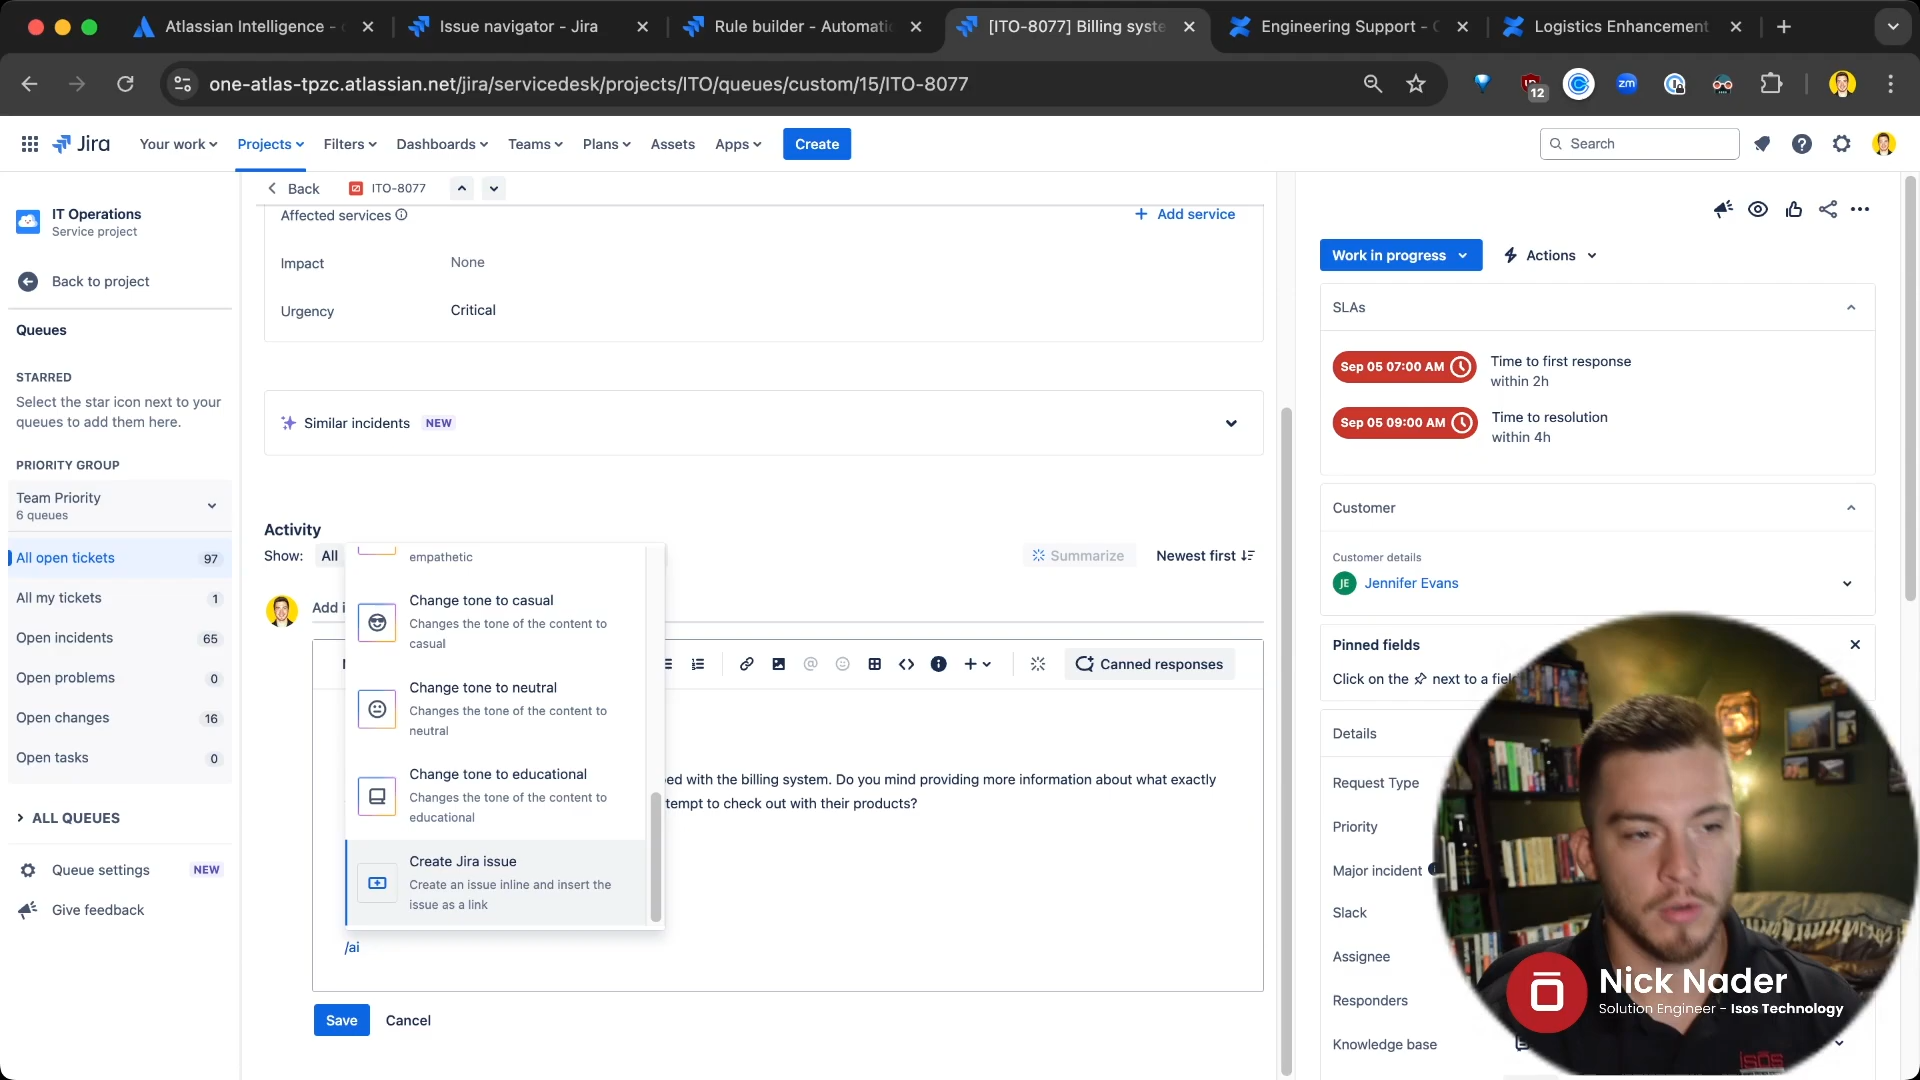 Atlassian Intelligence -
Issue navigator - Jira
Rule builder - Automati
[ITO-8077] Billing syste
Engineering Support -
Logistics Enhancement
one-atlas-tpzc.atlassian.net/jira/servicedesk/projects/ITO/queues/custom/15/ITO-8077
12
zm
Jira
Your work
Projects
Filters
Dashboards
Teams
Plans
Assets
Apps
Create
Search
IT Operations
Service project
Back to project
Queues
STARRED
Select the star icon next to your
queues to add them here.
PRIORITY GROUP
Team Priority
6 queues
All open tickets 97
All my tickets 1
Open incidents 65
Open problems 0
Open changes 16
Open tasks 0
ALL QUEUES
Queue settings NEW
Give feedback
Back
ITO-8077
Affected services
Add service
Impact
None
Urgency
Critical
Similar incidents NEW
Activity
Show: All
Summarize
Newest first
Add i
Canned responses
empathetic
Change tone to casual
Changes the tone of the content to
casual
Change tone to neutral
Changes the tone of the content to
neutral
Change tone to educational
Changes the tone of the content to
educational
Create Jira issue
Create an issue inline and insert the
issue as a link
ed with the billing system. Do you mind providing more information about what exactly
tempt to check out with their products?
/ai
Save
Cancel
Work in progress
Actions
SLAs
Sep 05 07:00 AM
Time to first response
within 2h
Sep 05 09:00 AM
Time to resolution
within 4h
Customer
Customer details
JE
Jennifer Evans
Pinned fields
Click on the next to a fiel
Details
Request Type
Priority
Major incident
Slack
Assignee
Responders
Knowledge base
Nick Nader
Solution Engineer - Isos Technology
isos